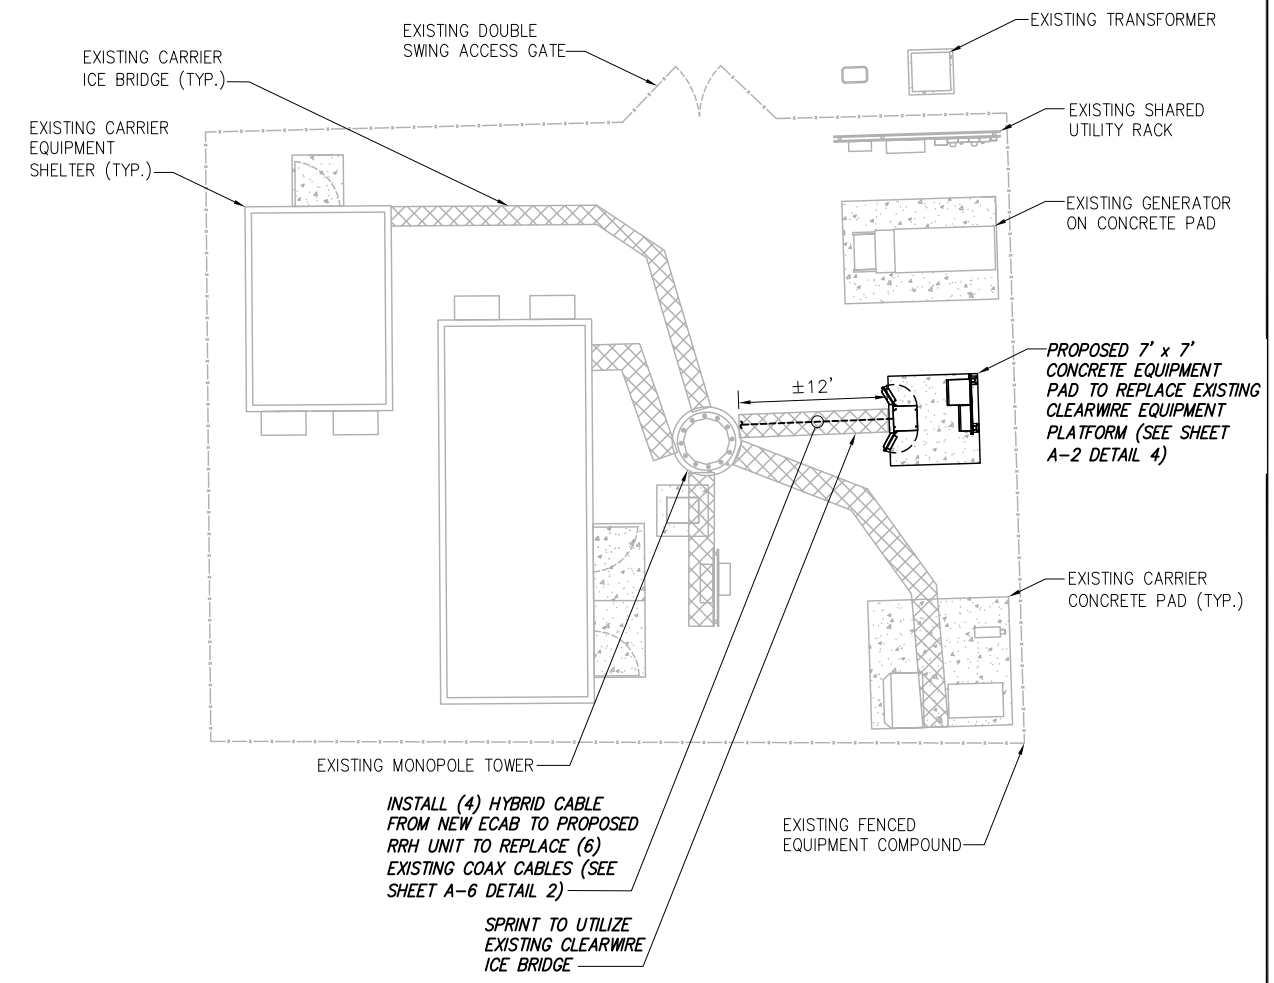 EXISTING TRANSFORMER
EXISTING DOUBLE
SWING ACCESS GATE
EXISTING CARRIER
ICE BRIDGE (TYP.)
EXISTING SHARED
UTILITY RACK
EXISTING CARRIER
EQUIPMENT
SHELTER (TYP.)
EXISTING GENERATOR
ON CONCRETE PAD
PROPOSED 7' x 7'
CONCRETE EQUIPMENT
PAD TO REPLACE EXISTING
CLEARWIRE EQUIPMENT
PLATFORM (SEE SHEET
A-2 DETAIL 4)
±12'
EXISTING CARRIER
CONCRETE PAD (TYP.)
EXISTING MONOPOLE TOWER
INSTALL (4) HYBRID CABLE
FROM NEW ECAB TO PROPOSED
RRH UNIT TO REPLACE (6)
EXISTING COAX CABLES (SEE
SHEET A-6 DETAIL 2)
EXISTING FENCED
EQUIPMENT COMPOUND
SPRINT TO UTILIZE
EXISTING CLEARWIRE
ICE BRIDGE